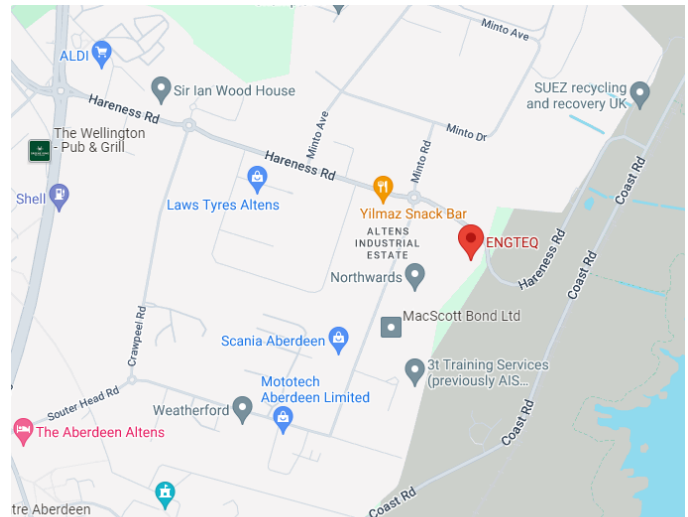 Minto Ave
ALDI
Sir Ian Wood House
SUEZ recycling
and recovery UK
Hareness Rd
Minto Ave
Minto Dr
The Wellington
- Pub & Grill
Hareness Rd
Minto Rd
Coast Rd
Shell
Laws Tyres Altens
Yilmaz Snack Bar
ALTENS
INDUSTRIAL
ESTATE
ENGTEQ
Hareness Rd
Coast Rd
Northwards
MacScott Bond Ltd
Crawpeel Rd
Scania Aberdeen
3t Training Services
(previously AIS...
Mototech
Aberdeen Limited
Souter Head Rd
Weatherford
The Aberdeen Altens
Coast Rd
Coast Rd
tre Aberdeen